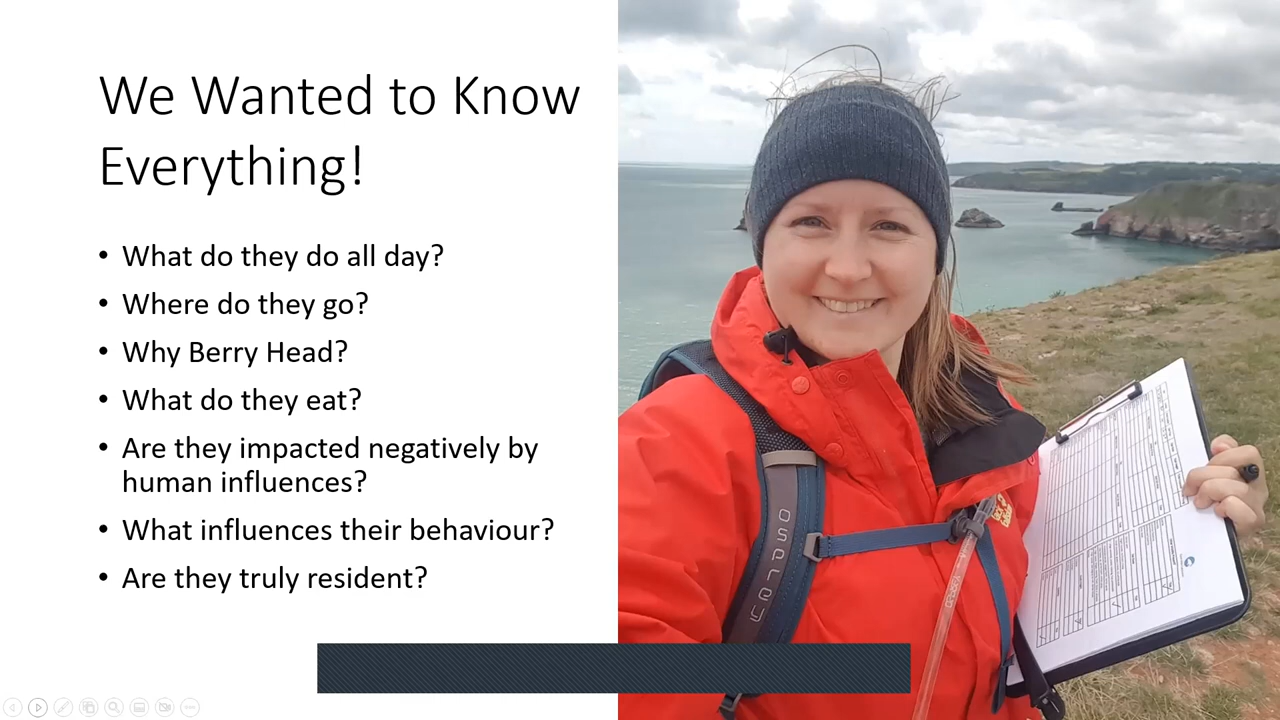 We Wanted to Know
Everything!
• What do they do all day?
• Where do they go?
• Why Berry Head?
• What do they eat?
• Are they impacted negatively by
human influences?
• What influences their behaviour?
• Are they truly resident?
OSPREY